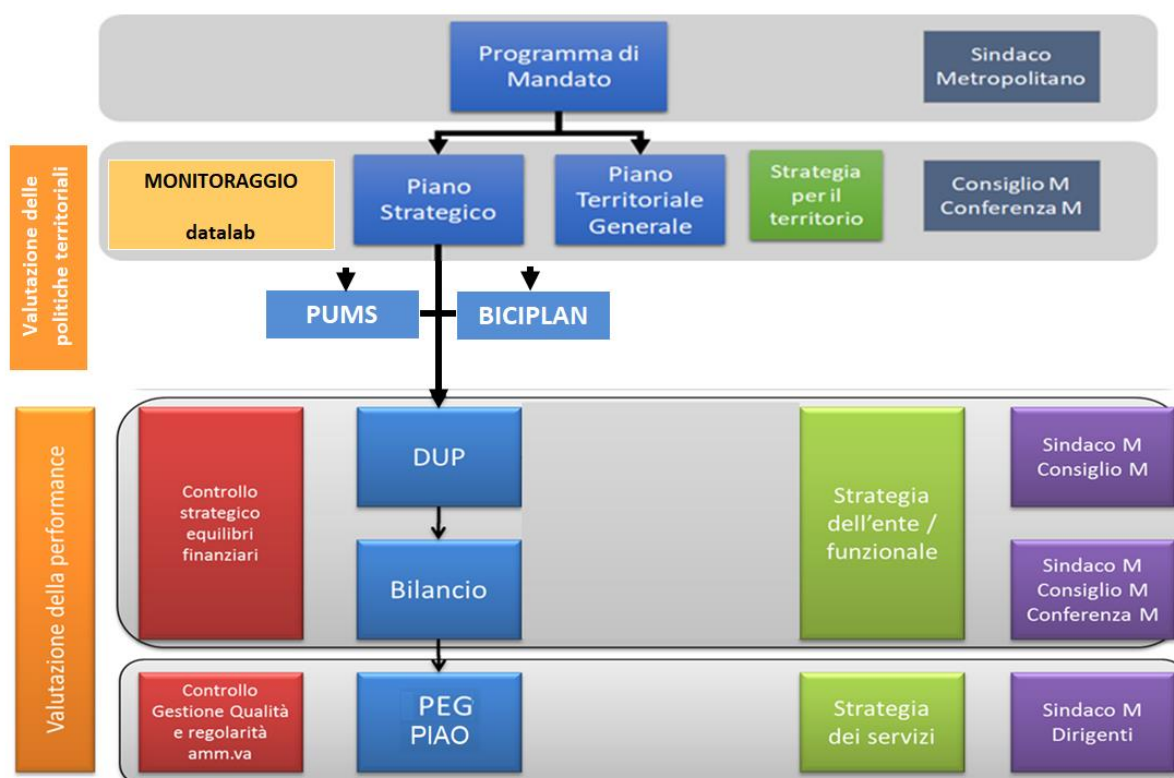 Programma di
Mandato
Sindaco
Metropolitano
Valutazione delle
politiche territoriali
MONITORAGGIO
datalab
Piano
Strategico
Piano
Territoriale
Generale
Strategia
per il
territorio
Consiglio M
Conferenza M
PUMS
BICIPLAN
Valutazione della performance
Controllo
strategico
equilibri
finanziari
DUP
Bilancio
Strategia
dell'ente /
funzionale
Sindaco M
Consiglio M
Sindaco M
Consiglio M
Conferenza M
Controllo
Gestione Qualità
e regolarità
amm.va
PEG
PIAO
Strategia
dei servizi
Sindaco M
Dirigenti